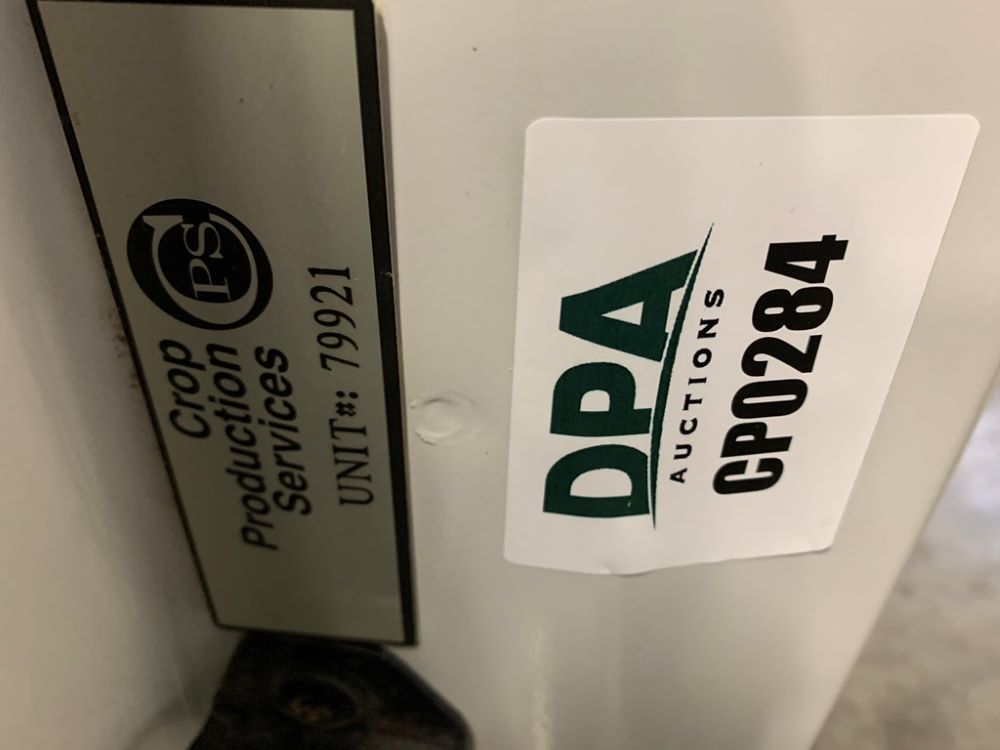 CPS
Crop
Production
Services
UNIT#: 79921
DPA
AUCTIONS
CP0284